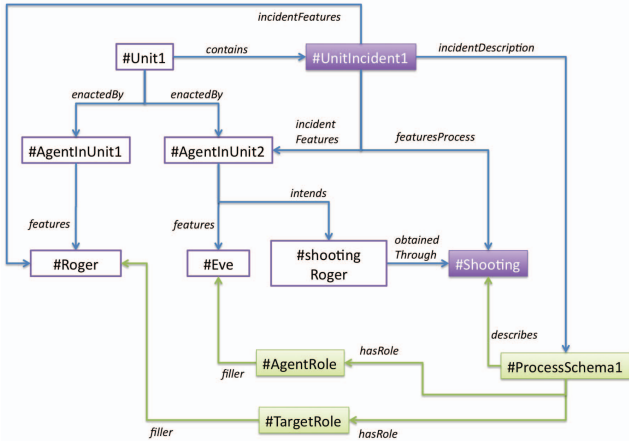 incidentFeatures
#Unit1
contains
#UnitIncident1
incidentDescription
enactedBy
enactedBy
incident
Features
featuresProcess
#AgentInUnit1
#AgentInUnit2
intends
features
features
obtained
Through
#Roger
#Eve
#shooting
Roger
#Shooting
describes
#AgentRole
hasRole
#ProcessSchema1
filler
#TargetRole
filler
hasRole